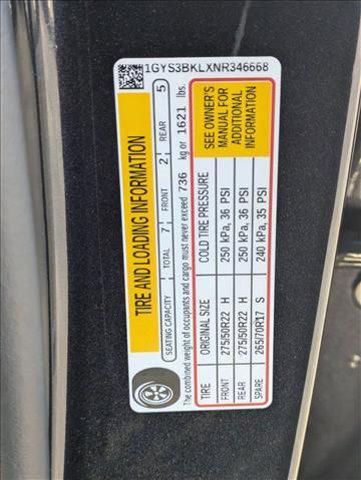 1GYS3BKLXNR346668
TIRE AND LOADING INFORMATION
SEATING CAPACITY TOTAL 7 FRONT 2 REAR 5
The combined weight of occupants and cargo must never exceed 736 kg or 1621 lbs.
TIRE ORIGINAL SIZE COLD TIRE PRESSURE
FRONT 275/50R22 H 250 kPa, 36 PSI
REAR 275/50R22 H 250 kPa, 36 PSI
SPARE 265/70R17 S 240 kPa, 35 PSI
SEE OWNER'S
MANUAL FOR
ADDITIONAL
INFORMATION